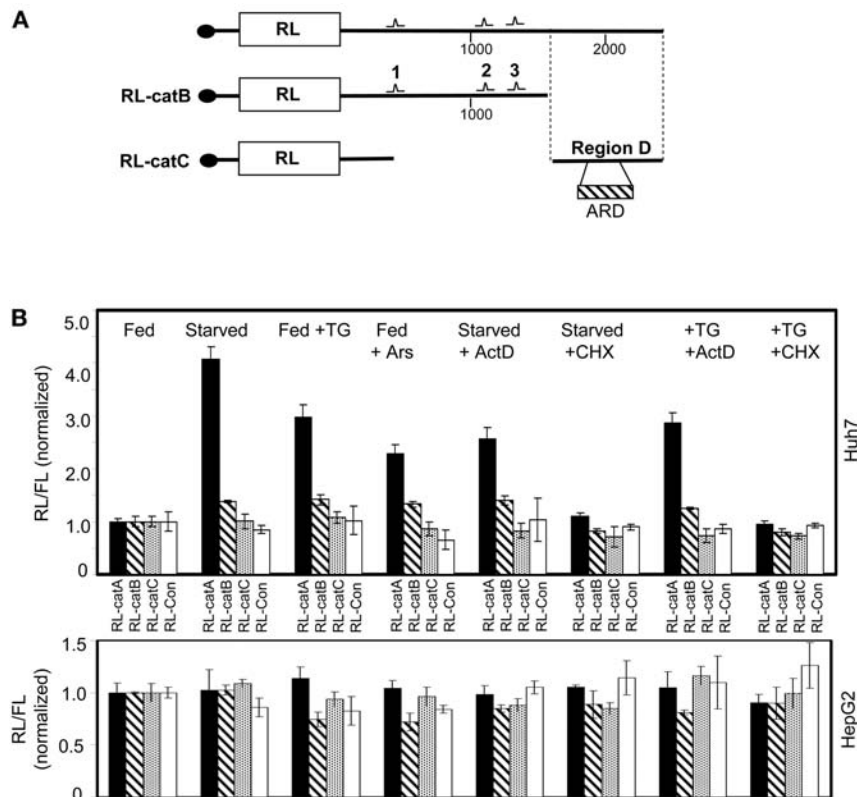 A
RL
1000
2000
1
2
3
RL-catB
RL
1000
RL-catC
RL
Region D
ARD
B
5.0
4.0
3.0
2.0
1.0
0
RL/FL (normalized)
Fed
Starved
Fed +TG
Fed
+ Ars
Starved
+ ActD
Starved
+CHX
+TG
+ActD
+TG
+CHX
Huh7
RL-catA
RL-catB
RL-catC
RL-Con
RL-catA
RL-catB
RL-catC
RL-Con
RL-catA
RL-catB
RL-catC
RL-Con
RL-catA
RL-catB
RL-catC
RL-Con
RL-catA
RL-catB
RL-catC
RL-Con
RL-catA
RL-catB
RL-catC
RL-Con
RL-catA
RL-catB
RL-catC
RL-Con
RL-catA
RL-catB
RL-catC
RL-Con
1.5
1.0
0.5
0
RL/FL
(normalized)
HepG2